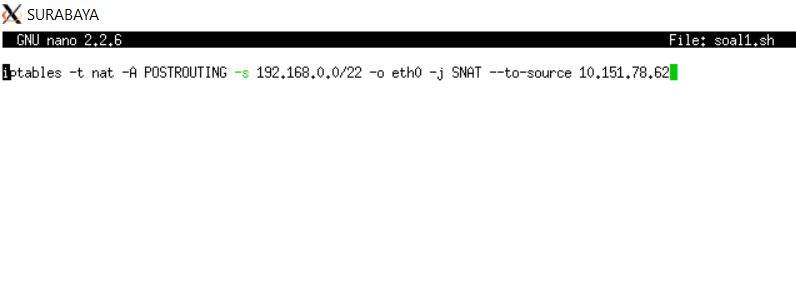 SURABAYA
GNU nano 2.2.6 File: soal1.sh
iptables -t nat -A POSTROUTING -s 192.168.0.0/22 -o eth0 -j SNAT --to-source 10.151.78.62